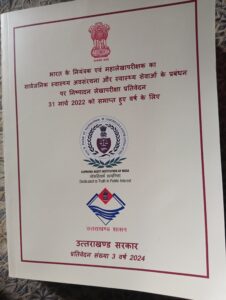 भारत के नियंत्रक एवं महालेखापरीक्षक का
सार्वजनिक स्वास्थ्य अवसंरचना और स्वास्थ्य सेवाओं के प्रबंधन
पर निष्पादन लेखापरीक्षा प्रतिवेदन
31 मार्च 2022 को समाप्त हुए वर्ष के लिए
SUPREME AUDIT INSTITUTION OF INDIA
लोकहितार्थ सत्यनिष्ठा
Dedicated to Truth in Public Interest
उत्तराखण्ड शासन
उत्तराखण्ड सरकार
प्रतिवेदन संख्या 3 वर्ष 2024